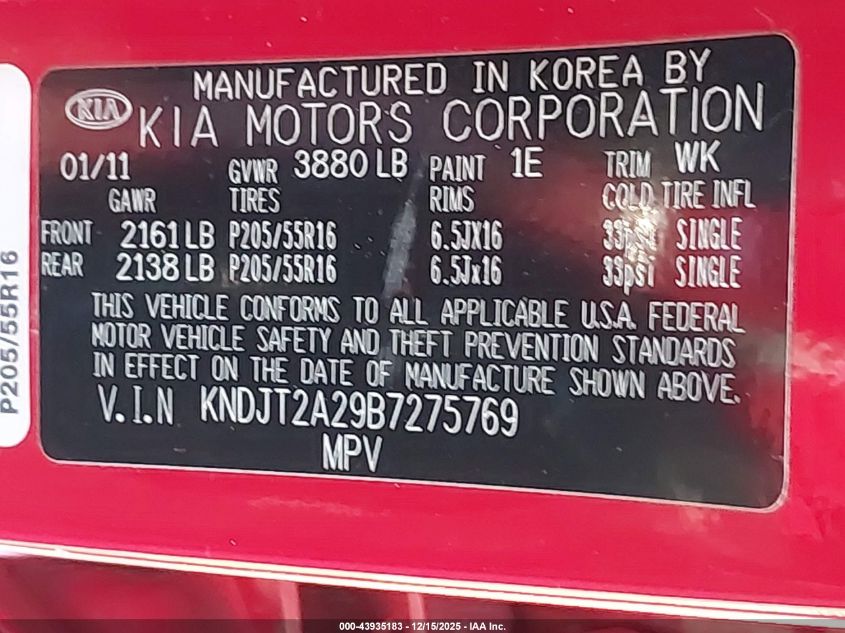 MANUFACTURED IN KOREA BY
KIA KIA MOTORS CORPORATION
01/11 GVWR 3880 LB PAINT 1E TRIM WK
GAWR TIRES RIMS COLD TIRE INFL
FRONT 2161 LB P205/55R16 6.5JX16 33psi SINGLE
REAR 2138 LB P205/55R16 6.5Jx16 33psi SINGLE
THIS VEHICLE CONFORMS TO ALL APPLICABLE U.S.A. FEDERAL
MOTOR VEHICLE SAFETY AND THEFT PREVENTION STANDARDS
IN EFFECT ON THE DATE OF MANUFACTURE SHOWN ABOVE.
V.I.N KNDJT2A29B7275769
MPV
P205/55R16
000-43935183 - 12/15/2025 - IAA Inc.